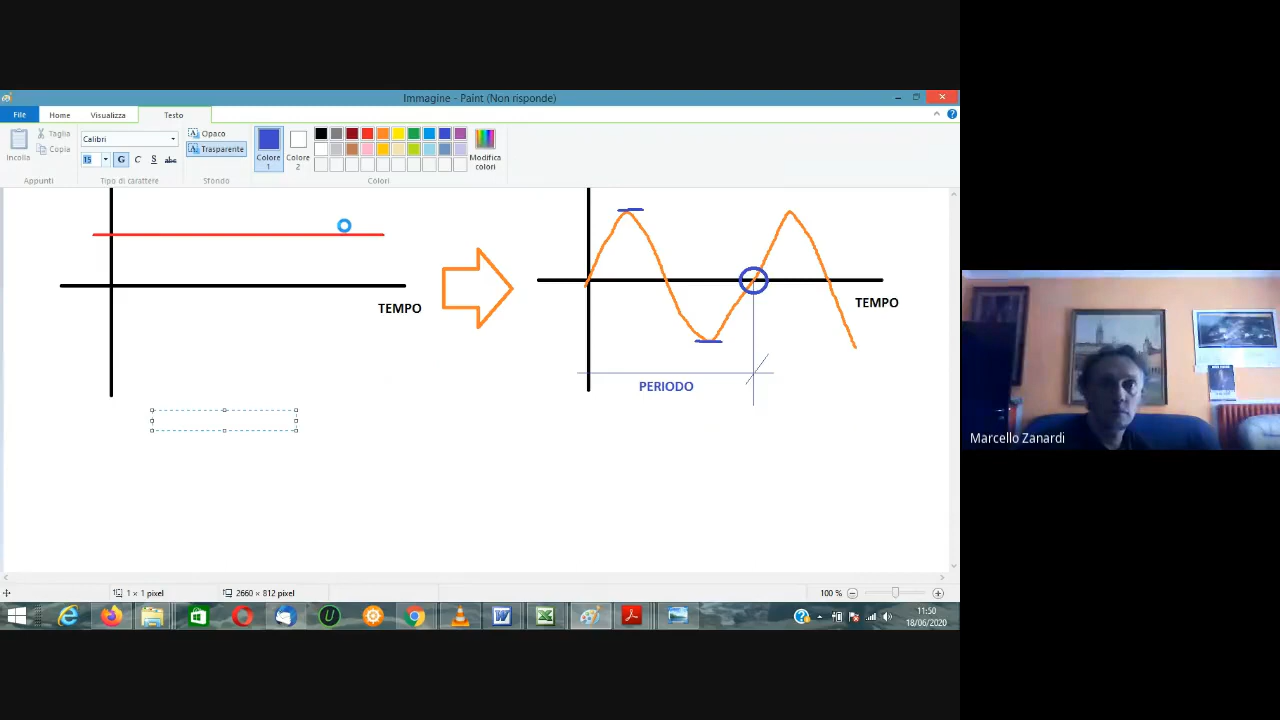 Immagine - Paint (Non risponde)
File
Home
Visualizza
Testo
Incolla
Taglia
Copia
Appunti
Calibri
15
G C S abc
Tipo di carattere
Opaco
Trasparente
Sfondo
Colore 1
Colore 2
Modifica colori
Colori
TEMPO
TEMPO
PERIODO
Marcello Zanardi
1 × 1 pixel
2660 × 812 pixel
100 %
11:50
18/06/2020